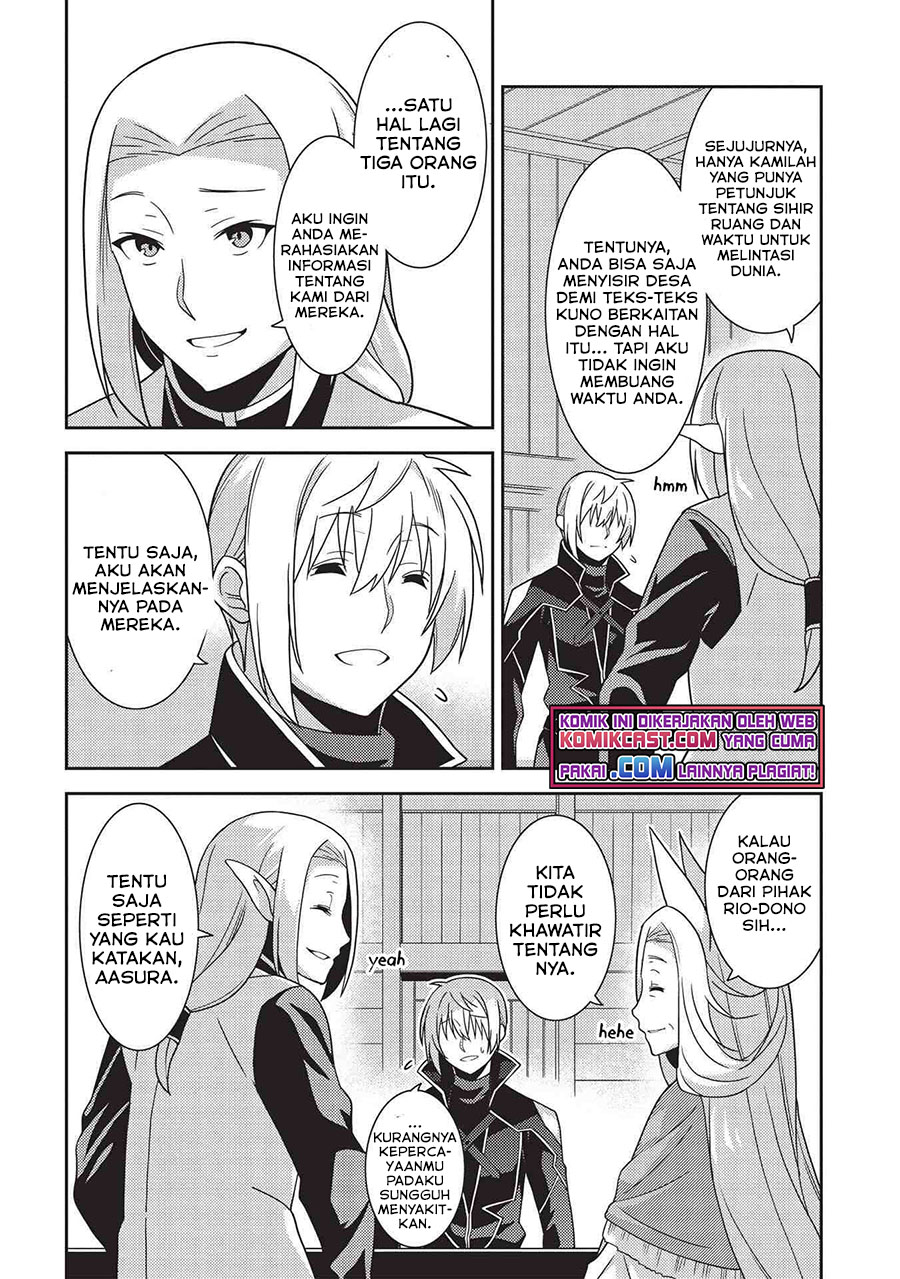 SEJUJURNYA,
HANYA KAMILAH
YANG PUNYA
PETUNJUK
TENTANG SIHIR
RUANG DAN
WAKTU UNTUK
MELINTASI
DUNIA.
TENTUNYA,
ANDA BISA SAJA
MENYISIR DESA
DEMI TEKS-TEKS
KUNO BERKAITAN
DENGAN HAL
ITU... TAPI AKU
TIDAK INGIN
MEMBUANG
WAKTU ANDA.
hmm
...SATU
HAL LAGI
TENTANG
TIGA ORANG
ITU.
AKU INGIN
ANDA ME-
RAHASIAKAN
INFORMASI
TENTANG
KAMI DARI
MEREKA.
TENTU SAJA,
AKU AKAN
MENJELASKAN-
NYA PADA
MEREKA.
KOMIK INI DIKERJAKAN OLEH WEB
KOMIKCAST.COM YANG CUMA
PAKAI .COM LAINNYA PLAGIAT!
KALAU
ORANG-
ORANG
DARI PIHAK
RIO-DONO
SIH...
KITA
TIDAK
PERLU
KHAWATIR
TENTANG
NYA.
hehe
TENTU
SAJA
SEPERTI
YANG KAU
KATAKAN,
AASURA.
yeah
...
KURANGNYA
KEPERCA-
YAANMU
PADAKU
SUNGGUH
MENYAKIT-
KAN.